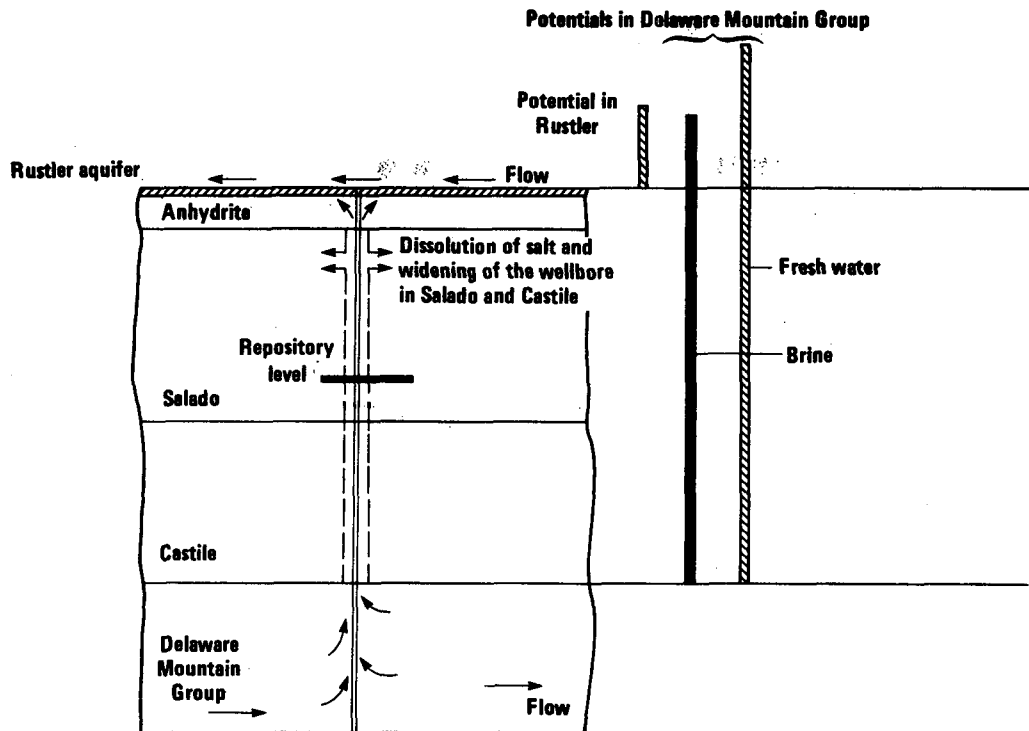 Potentials in Delaware Mountain Group
Potential in
Rustler
Rustler aquifer
Flow
Anhydrite
Dissolution of salt and
widening of the wellbore
in Salado and Castile
Fresh water
Repository
level
Brine
Salado
Castile
Delaware
Mountain
Group
Flow